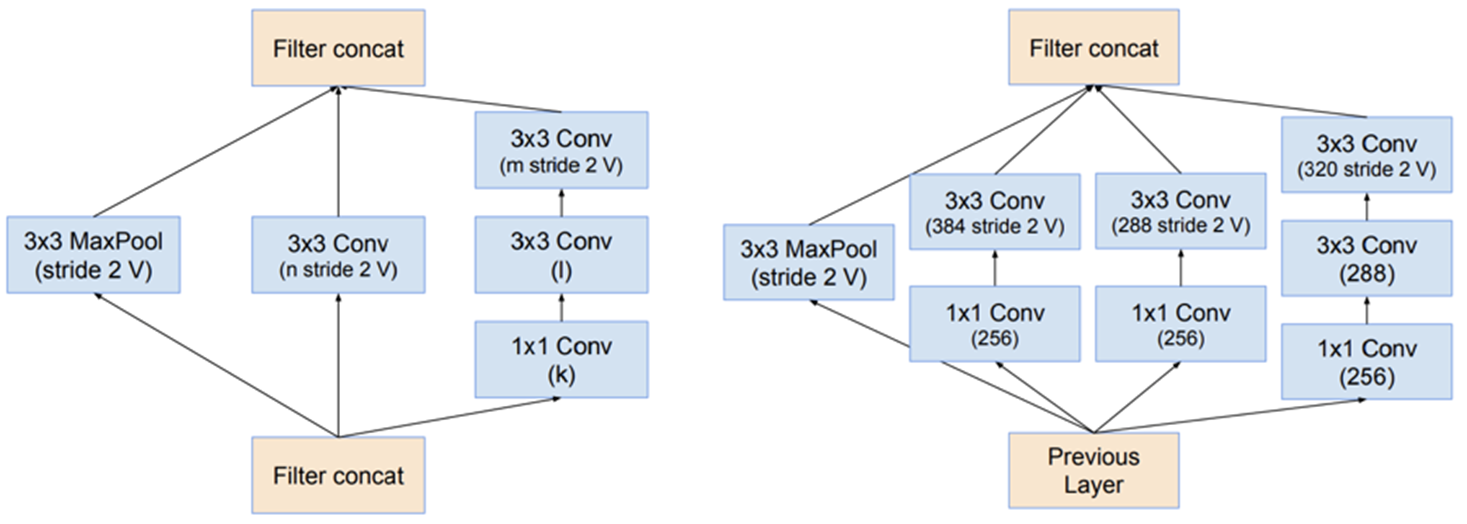 Filter concat
3x3 Conv
(m stride 2 V)
3x3 MaxPool
(stride 2 V)
3x3 Conv
(n stride 2 V)
3x3 Conv
(l)
1x1 Conv
(k)
Filter concat
Filter concat
3x3 Conv
(320 stride 2 V)
3x3 MaxPool
(stride 2 V)
3x3 Conv
(384 stride 2 V)
3x3 Conv
(288 stride 2 V)
3x3 Conv
(288)
1x1 Conv
(256)
1x1 Conv
(256)
1x1 Conv
(256)
Previous
Layer